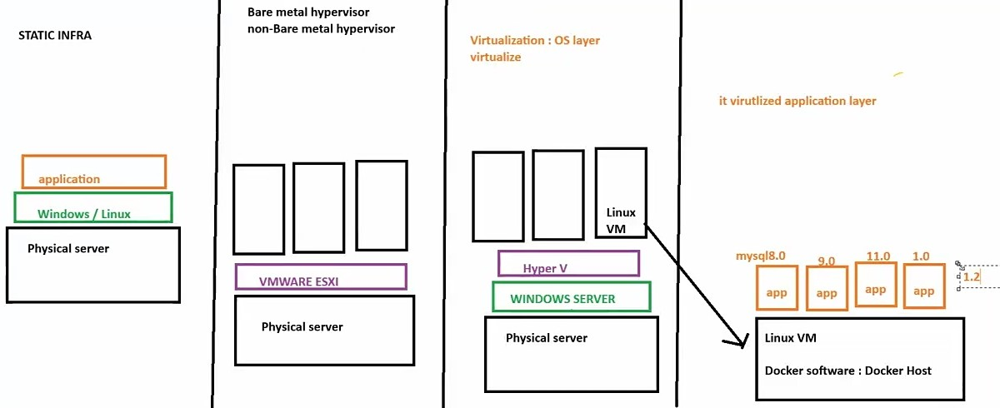 STATIC INFRA
application
Windows / Linux
Physical server
Bare metal hypervisor
non-Bare metal hypervisor
VMWARE ESXI
Physical server
Virtualization : OS layer
virtualize
Linux
VM
Hyper V
WINDOWS SERVER
Physical server
it virutlized application layer
mysql8.0
9.0
11.0
1.0
1.2
app
app
app
app
Linux VM
Docker software : Docker Host